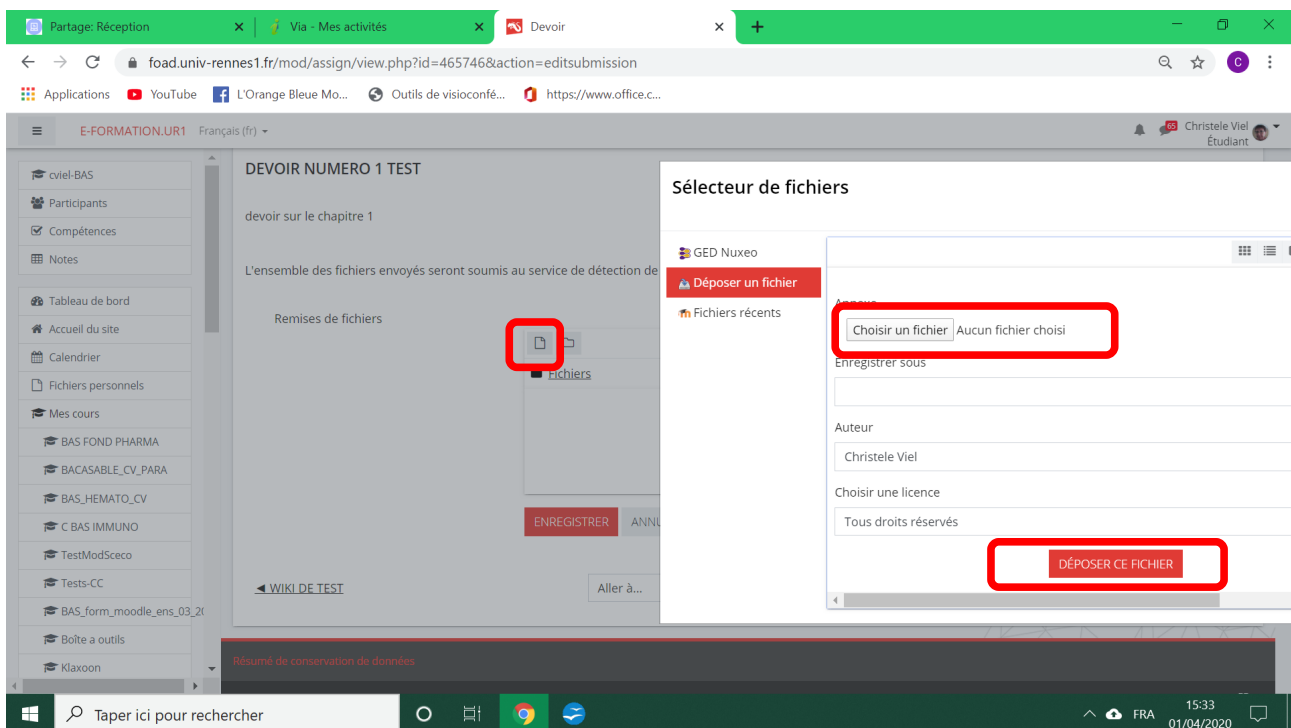 Partage: Réception
Via - Mes activités
Devoir
foad.univ-rennes1.fr/mod/assign/view.php?id=465746&action=editsubmission
C
Applications
YouTube
L'Orange Bleue Mo...
Outils de visioconfé...
https://www.office.c...
E-FORMATION.UR1
Français (fr)
65
Christele Viel
Étudiant
cviel-BAS
Participants
Compétences
Notes
Tableau de bord
Accueil du site
Calendrier
Fichiers personnels
Mes cours
BAS FOND PHARMA
BACASABLE_CV_PARA
BAS_HEMATO_CV
C BAS IMMUNO
TestModSceco
Tests-CC
BAS_form_moodle_ens_03_20
Boîte a outils
Klaxoon
DEVOIR NUMERO 1 TEST
devoir sur le chapitre 1
L'ensemble des fichiers envoyés seront soumis au service de détection de
Remises de fichiers
Fichiers
ENREGISTRER
ANNU
WIKI DE TEST
Aller à...
Résumé de conservation de données
Sélecteur de fichiers
GED Nuxeo
Déposer un fichier
Fichiers récents
Annexe
Choisir un fichier Aucun fichier choisi
Enregistrer sous
Auteur
Christele Viel
Choisir une licence
Tous droits réservés
DÉPOSER CE FICHIER
Taper ici pour rechercher
FRA
15:33
01/04/2020